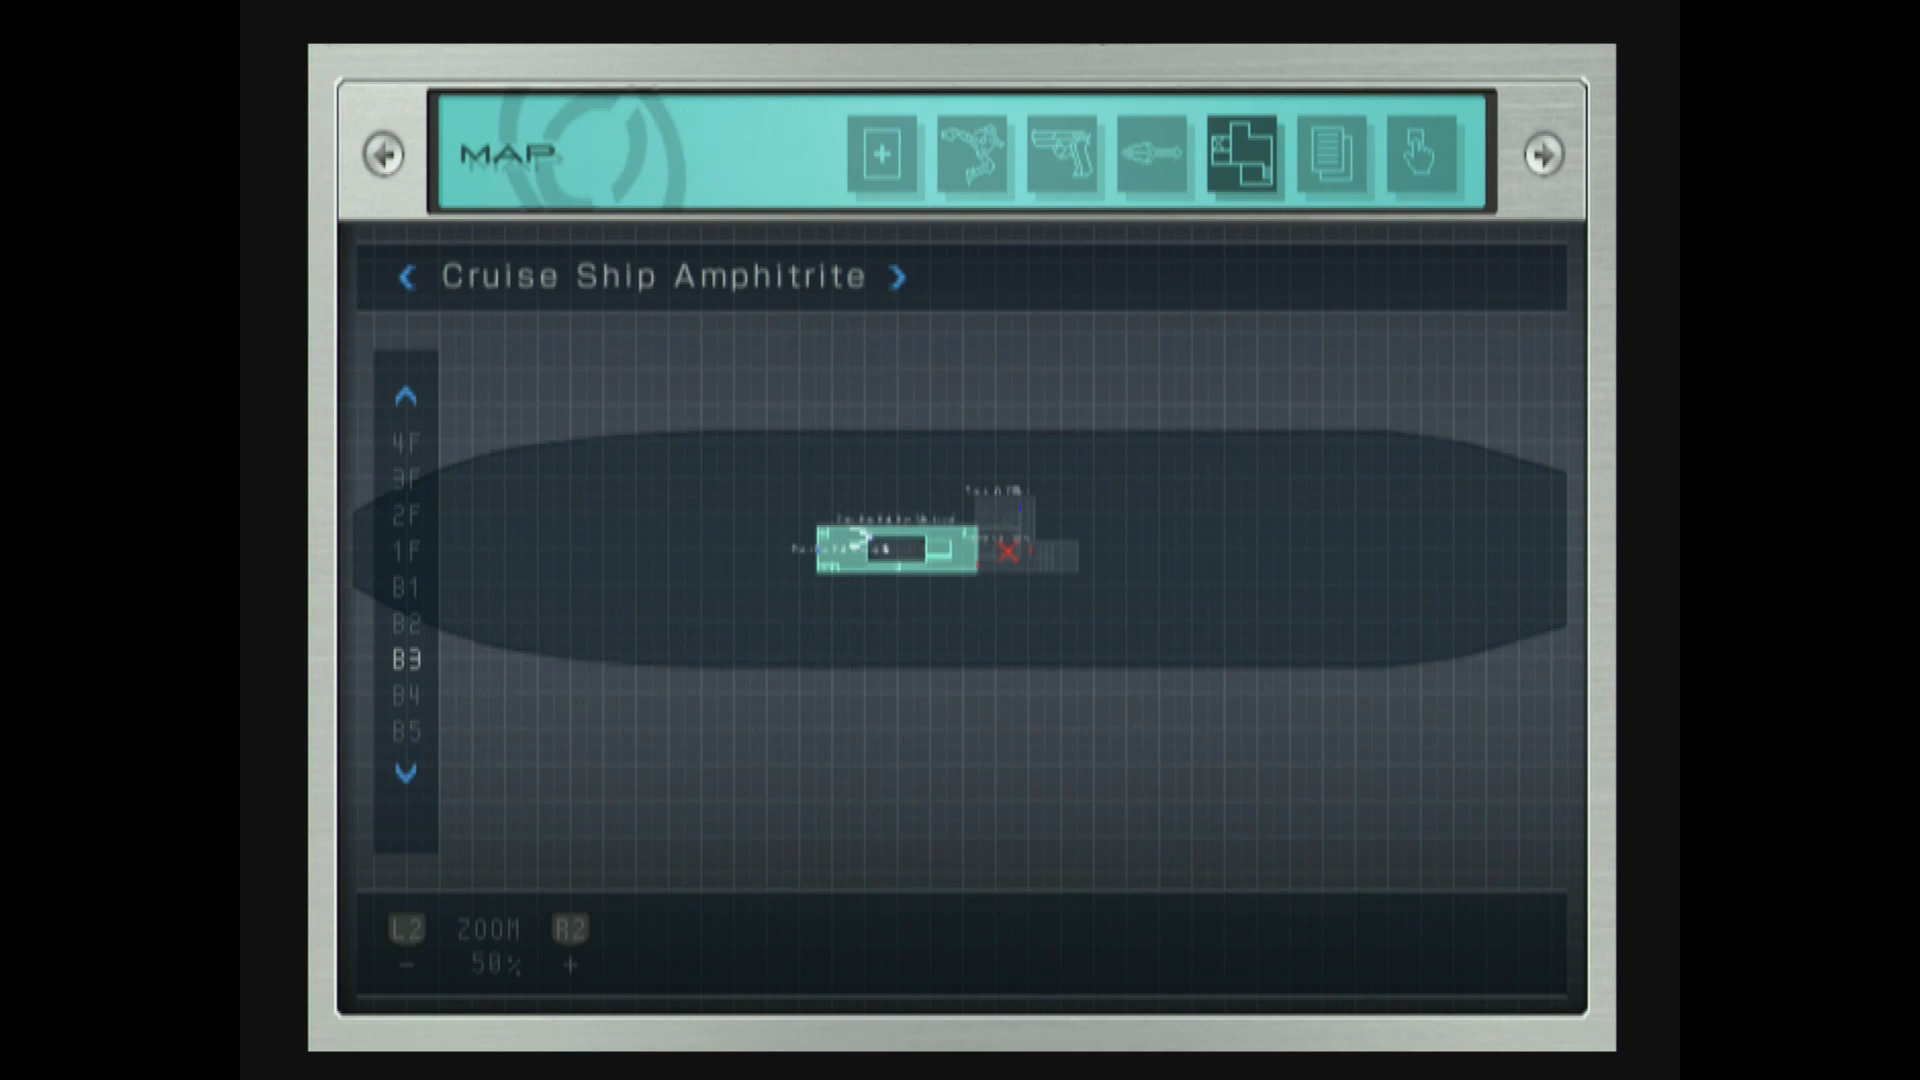 MAP
Cruise Ship Amphitrite
4F
3F
2F
1F
B1
B2
B3
B4
B5
L2 ZOOM R2
- 50% +